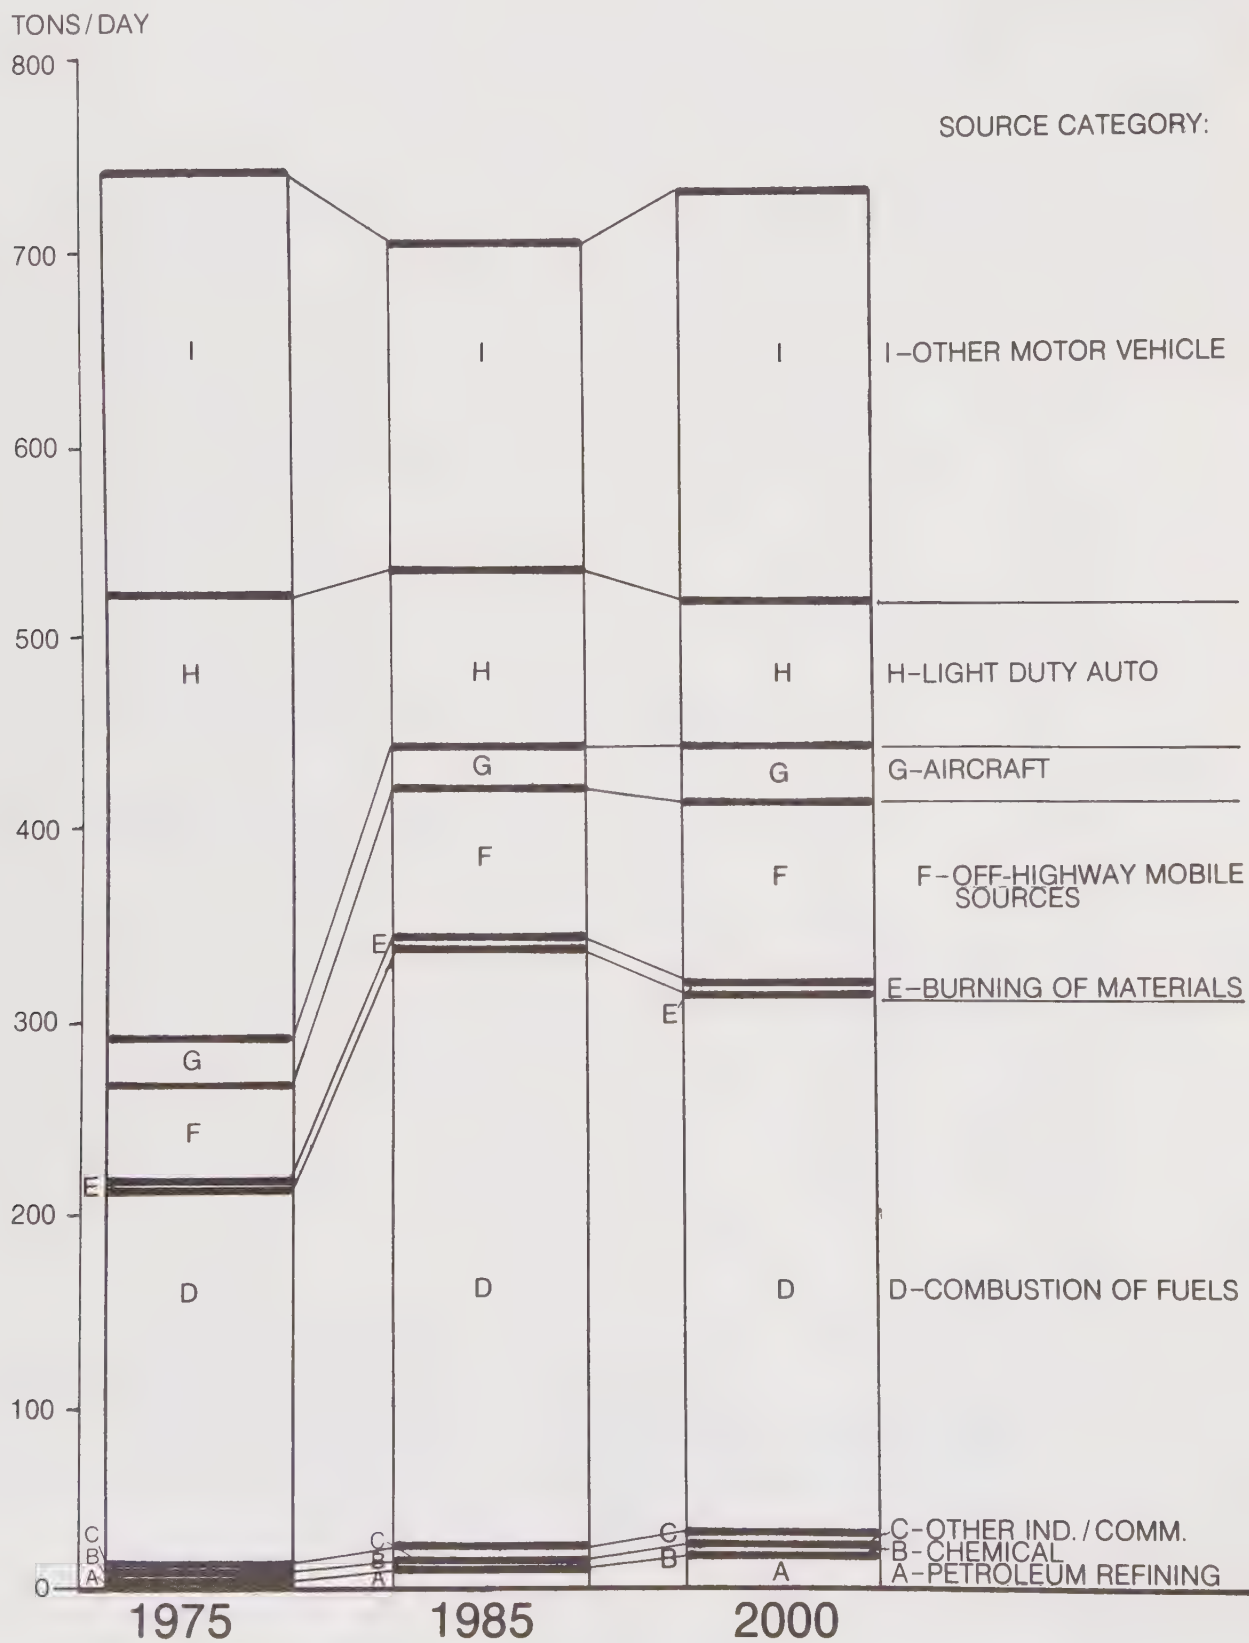 TONS/DAY
800
SOURCE CATEGORY:
700
I
I
I
I-OTHER MOTOR VEHICLE
600
500
H
H
H
H-LIGHT DUTY AUTO
G
G
G-AIRCRAFT
400
F
F
F-OFF-HIGHWAY MOBILE
SOURCES
E
E-BURNING OF MATERIALS
E
300
G
F
E
200
D
D
D
D-COMBUSTION OF FUELS
100
C
C
C
C-OTHER IND./COMM.
B
B
B
B-CHEMICAL
A
A
A
A-PETROLEUM REFINING
0
1975
1985
2000